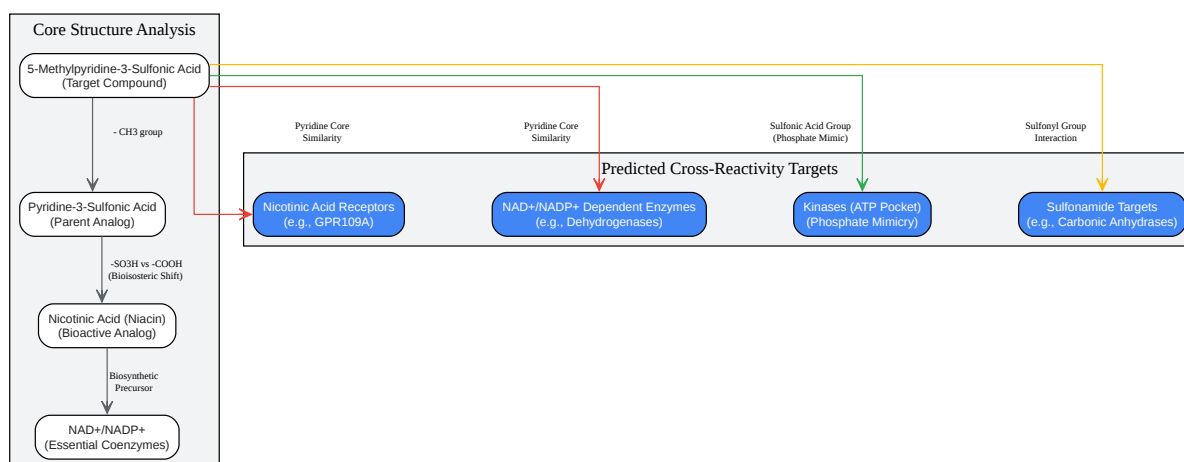 Core Structure Analysis
5-Methylpyridine-3-Sulfonic Acid
(Target Compound)
- CH3 group
Pyridine-3-Sulfonic Acid
(Parent Analog)
-SO3H vs -COOH
(Bioisosteric Shift)
Nicotinic Acid (Niacin)
(Bioactive Analog)
Biosynthetic
Precursor
NAD+/NADP+
(Essential Coenzymes)
Pyridine Core
Similarity
Pyridine Core
Similarity
Sulfonic Acid Group
(Phosphate Mimic)
Sulfonyl Group
Interaction
Predicted Cross-Reactivity Targets
Nicotinic Acid Receptors
(e.g., GPR109A)
NAD+/NADP+ Dependent Enzymes
(e.g., Dehydrogenases)
Kinases (ATP Pocket)
(Phosphate Mimicry)
Sulfonamide Targets
(e.g., Carbonic Anhydrases)